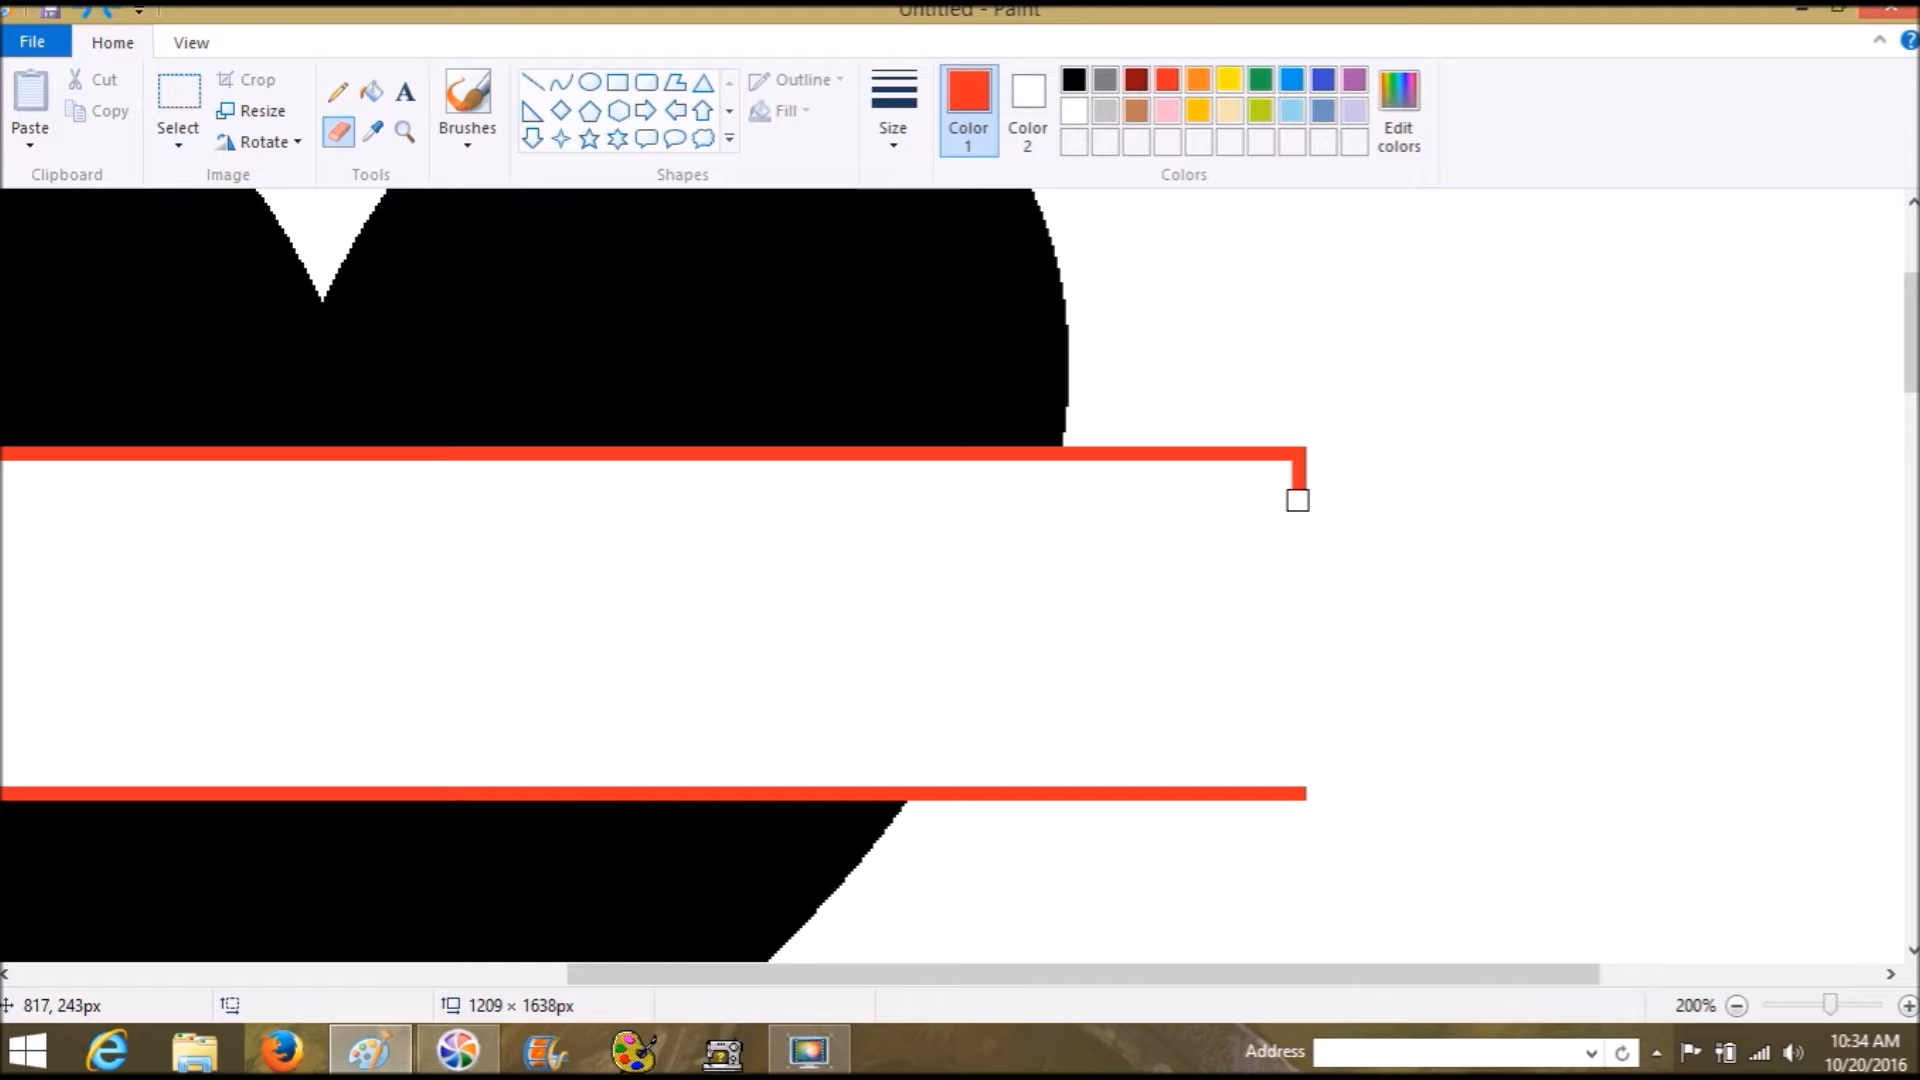 Untitled - Paint
File Home View
Cut Crop Outline
Copy Resize Fill
Paste Select Rotate Brushes Size Color 1 Color 2 Edit colors
A
Clipboard Image Tools Shapes Colors
817, 243px 1209 × 1638px 200%
Address 10:34 AM
10/20/2016